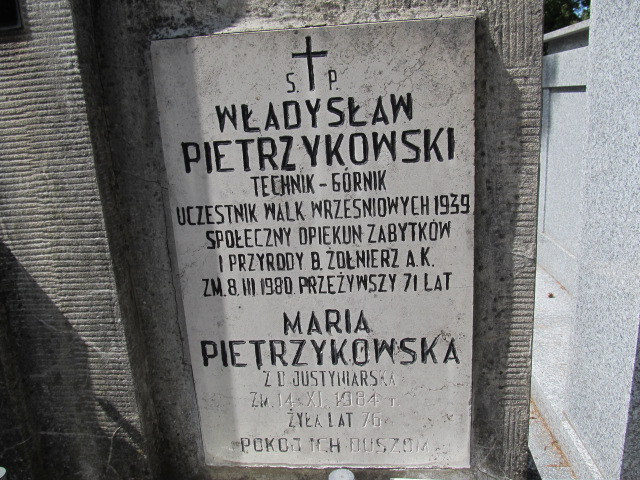 Ś. P.
WŁADYSŁAW
PIETRZYKOWSKI
TECHNIK - GÓRNIK
UCZESTNIK WALK WRZEŚNIOWYCH 1939
SPOŁECZNY OPIEKUN ZABYTKÓW
I PRZYRODY B. ŻOŁNIERZ A.K.
ZM. 8. III 1980 PRZEŻYWSZY 71 LAT
MARIA
PIETRZYKOWSKA
Z D. JUSTYNIARSKA
ZM. 14 XI. 1984 r.
ŻYŁA LAT 76
POKÓJ ICH DUSZOM